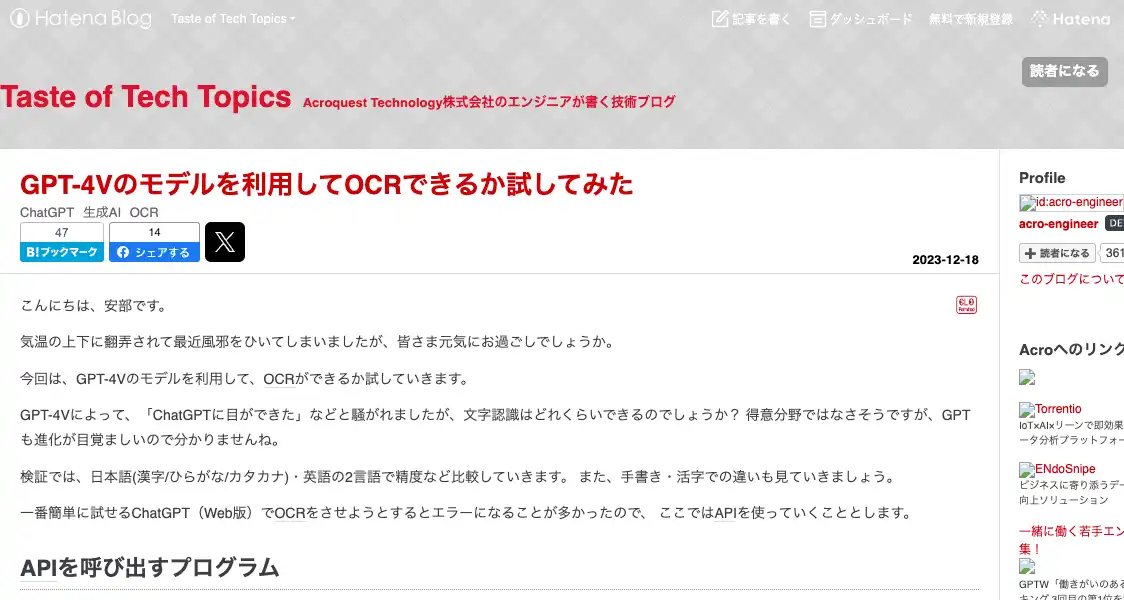 Hatena Blog
Taste of Tech Topics
記事を書く
ダッシュボード
無料で新規登録
Hatena
読者になる
Taste of Tech Topics
Acroquest Technology株式会社のエンジニアが書く技術ブログ
GPT-4Vのモデルを利用してOCRできるか試してみた
ChatGPT 生成AI OCR
47
14
B!ブックマーク
シェアする
2023-12-18
こんにちは、安部です。
気温の上下に翻弄されて最近風邪をひいてしまいましたが、皆さま元気にお過ごしでしょうか。
今回は、GPT-4Vのモデルを利用して、OCRができるか試していきます。
GPT-4Vによって、「ChatGPTに目ができた」などと騒がれましたが、文字認識はどれくらいできるのでしょうか？ 得意分野ではなさそうですが、GPT
も進化が目覚ましいので分かりませんね。
検証では、日本語(漢字/ひらがな/カタカナ)・英語の2言語で精度など比較していきます。 また、手書き・活字での違いも見ていきましょう。
一番簡単に試せるChatGPT（Web版）でOCRをさせようとするとエラーになることが多かったので、 ここではAPIを使っていくこととします。
APIを呼び出すプログラム
Profile
id:acro-engineer
acro-engineer
DE
読者になる
361
このブログについて
Acroへのリンク
Torrentio
IoT×AI×リーンで即効果
ータ分析プラットフォー
ENdoSnipe
ビジネスに寄り添うデー
向上ソリューション
一緒に働く若手エン
集！
GPTW「働きがいのある
キング 3回目の第1位を